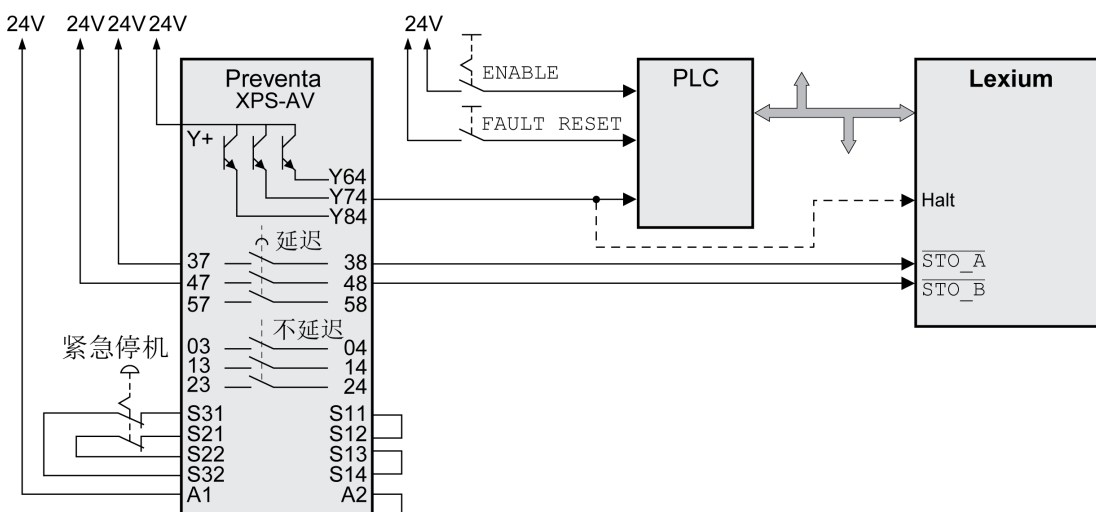 24V
24V
24V
24V
24V
Preventa
XPS-AV
Y+
Y64
Y74
Y84
延迟
37
38
47
48
57
58
不延迟
03
04
13
14
23
24
紧急停机
S31
S11
S21
S12
S22
S13
S32
S14
A1
A2
ENABLE
FAULT RESET
PLC
Lexium
Halt
STO_A
STO_B